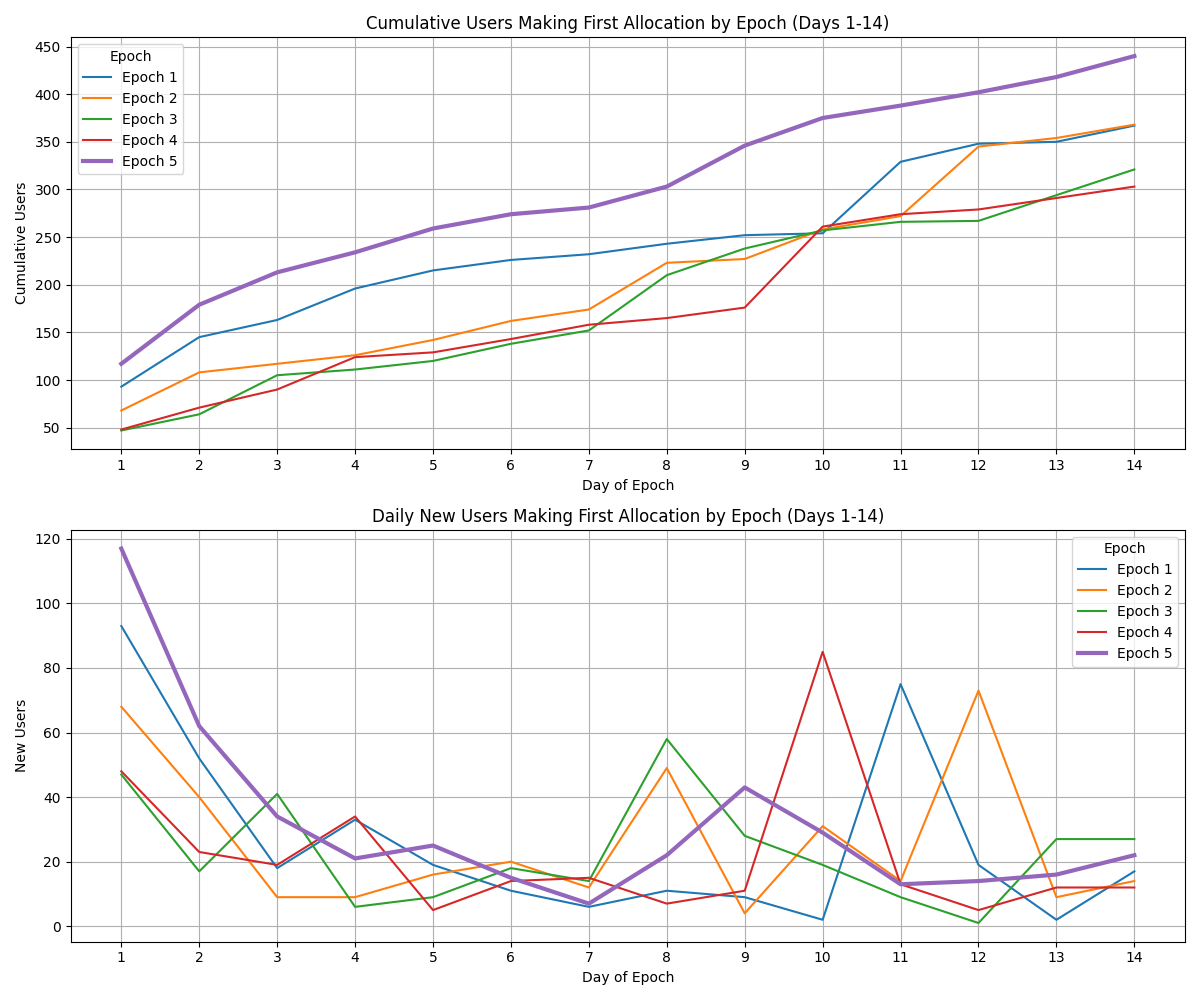 Cumulative Users Making First Allocation by Epoch (Days 1-14)
Epoch
Epoch 1
Epoch 2
Epoch 3
Epoch 4
Epoch 5
Cumulative Users
450
400
350
300
250
200
150
100
50
1 2 3 4 5 6 7 8 9 10 11 12 13 14
Day of Epoch
Daily New Users Making First Allocation by Epoch (Days 1-14)
Epoch
Epoch 1
Epoch 2
Epoch 3
Epoch 4
Epoch 5
New Users
120
100
80
60
40
20
0
1 2 3 4 5 6 7 8 9 10 11 12 13 14
Day of Epoch